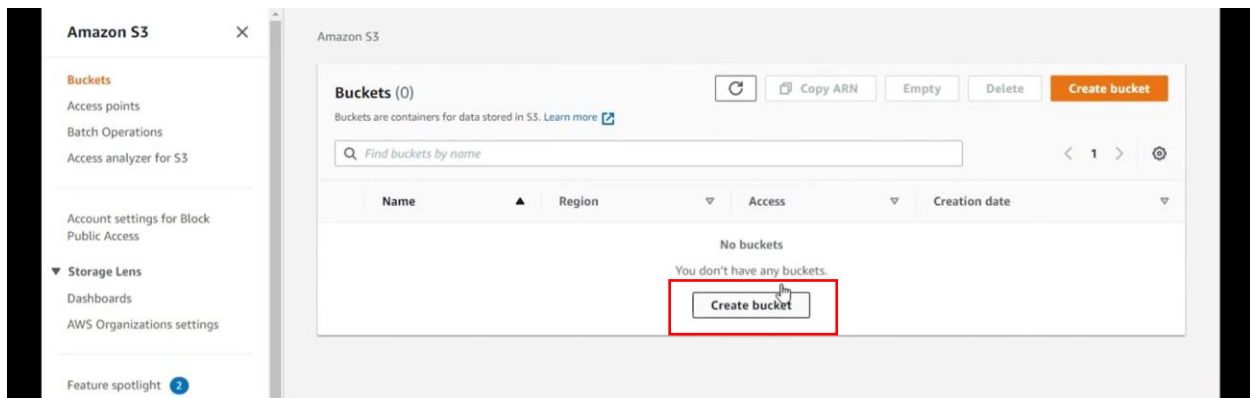 Amazon S3
Buckets
Access points
Batch Operations
Access analyzer for S3
Account settings for Block
Public Access
Storage Lens
Dashboards
AWS Organizations settings
Feature spotlight 2
Amazon S3
Buckets (0)
Copy ARN
Empty
Delete
Create bucket
Buckets are containers for data stored in S3. Learn more
Find buckets by name
1
Name Region Access Creation date
No buckets
You don't have any buckets.
Create bucket